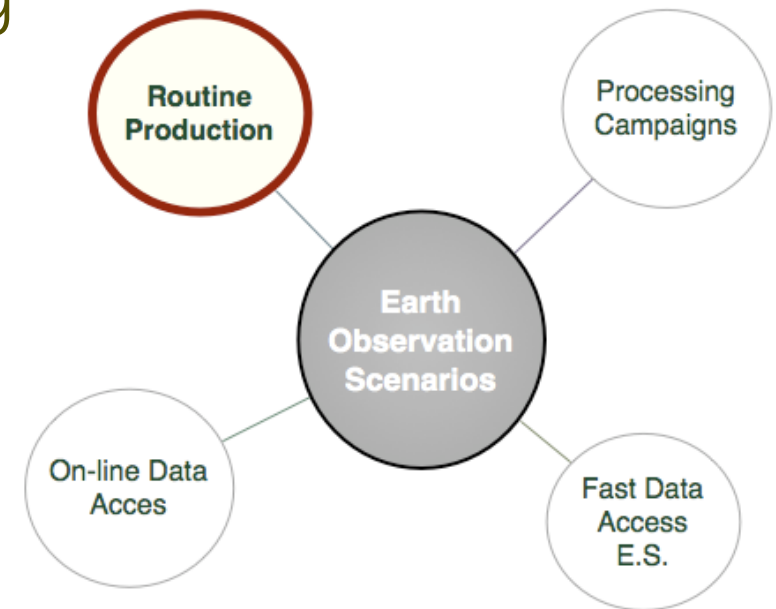 g
Routine
Production
Processing
Campaigns
Earth
Observation
Scenarios
On-line Data
Acces
Fast Data
Access
E.S.